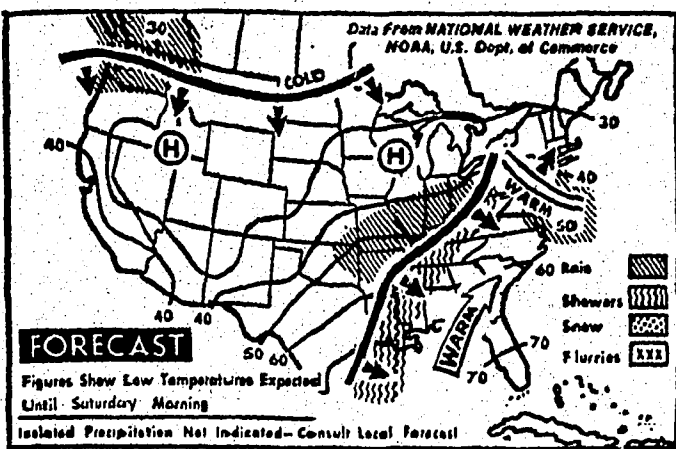 Data From NATIONAL WEATHER SERVICE,
NOAA, U.S. Dept. of Commerce
30
COLD
30
40
H
H
40
WARM
50
60
Rain
Showers
Snow
Flurries
XXX
40
40
50
60
WARM
70
70
FORECAST
Figures Show Low Temperatures Expected
Until Saturday Morning
Isolated Precipitation Not Indicated – Consult Local Forecast